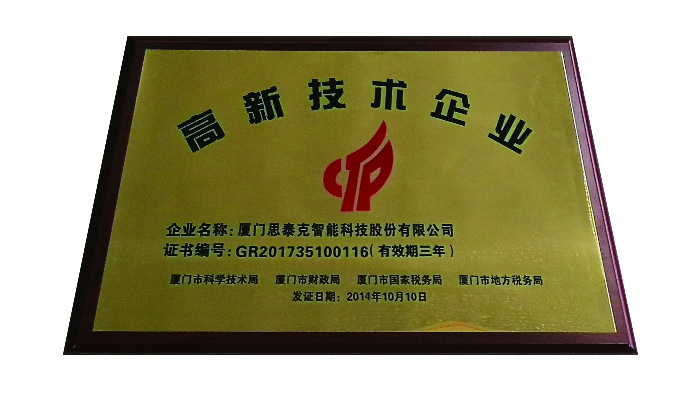 高新技术企业
CTP
企业名称：厦门思泰克智能科技股份有限公司
证书编号：GR201735100116（有效期三年）
厦门市科学技术局 厦门市财政局 厦门市国家税务局 厦门市地方税务局
发证日期：2014年10月10日